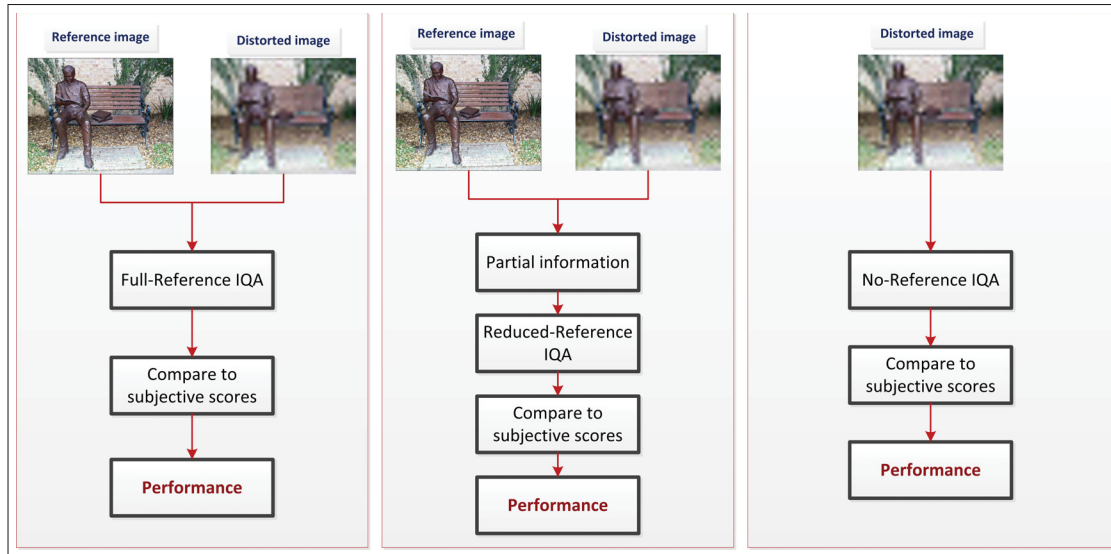 Reference image
Distorted image
Full-Reference IQA
Compare to
subjective scores
Performance
Reference image
Distorted image
Partial information
Reduced-Reference
IQA
Compare to
subjective scores
Performance
Distorted image
No-Reference IQA
Compare to
subjective scores
Performance